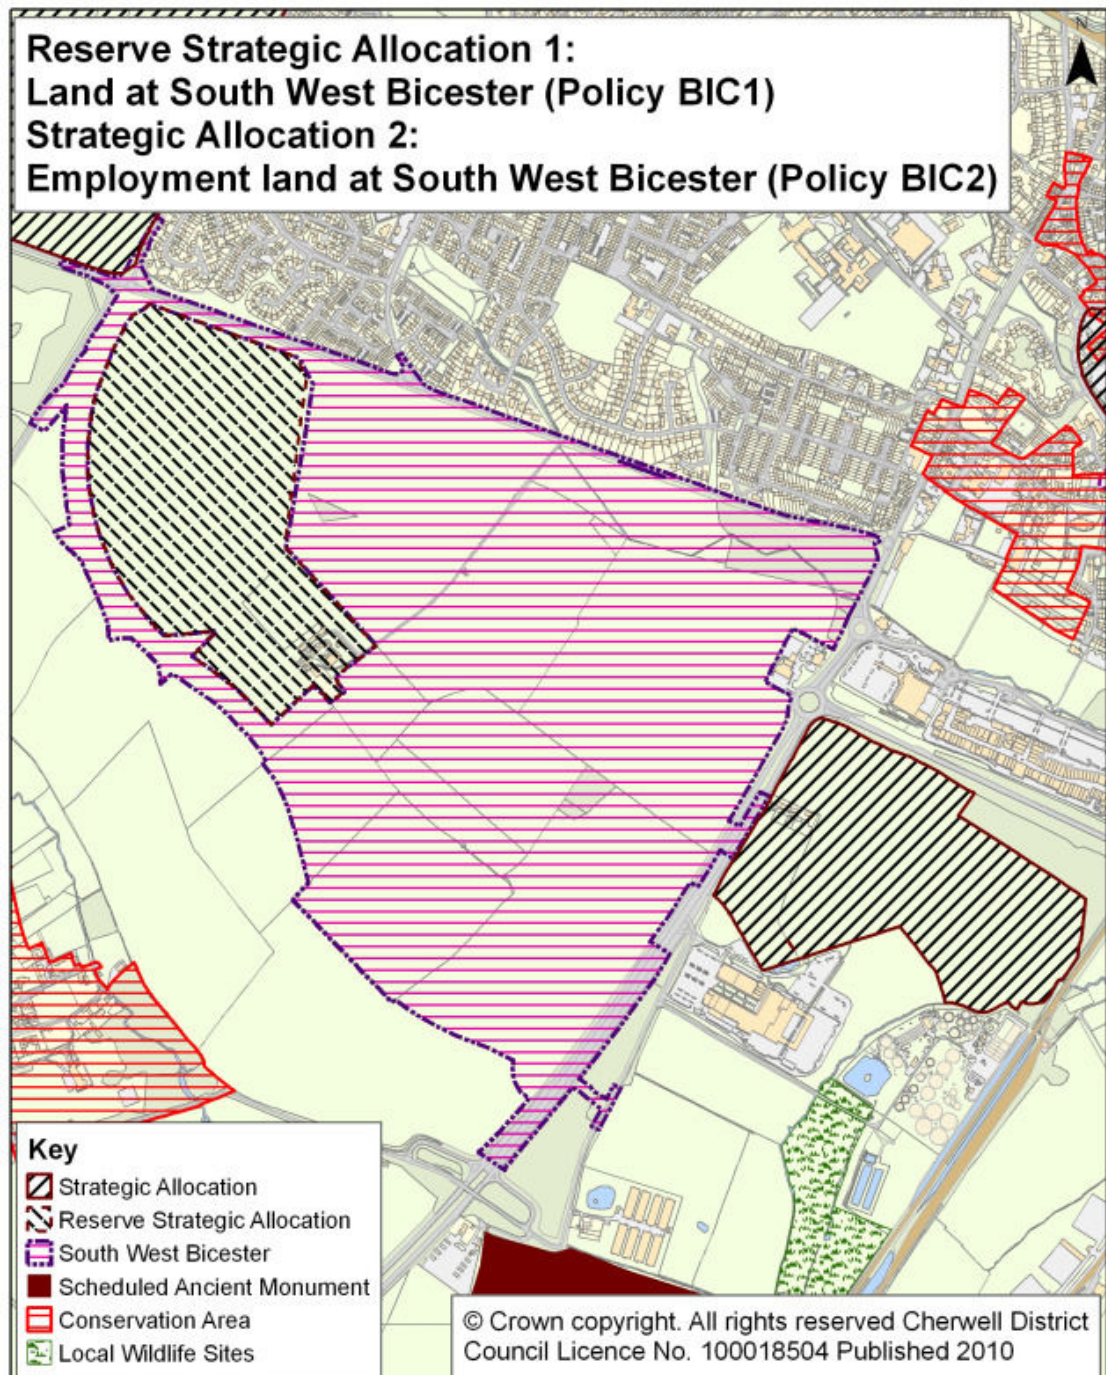 Reserve Strategic Allocation 1:
Land at South West Bicester (Policy BIC1)
Strategic Allocation 2:
Employment land at South West Bicester (Policy BIC2)
N
Key
Strategic Allocation
Reserve Strategic Allocation
South West Bicester
Scheduled Ancient Monument
Conservation Area
Local Wildlife Sites
© Crown copyright. All rights reserved Cherwell District
Council Licence No. 100018504 Published 2010